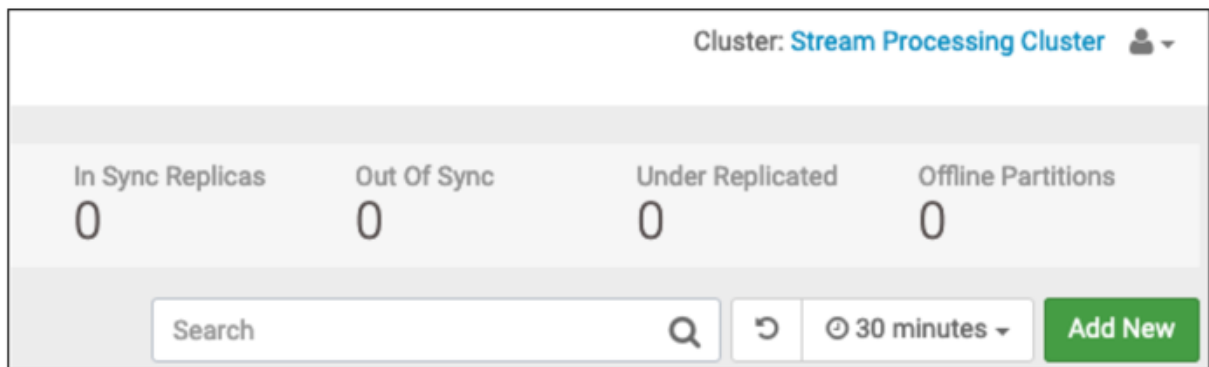 Cluster: Stream Processing Cluster
In Sync Replicas Out Of Sync Under Replicated Offline Partitions
0 0 0 0
Search 30 minutes Add New